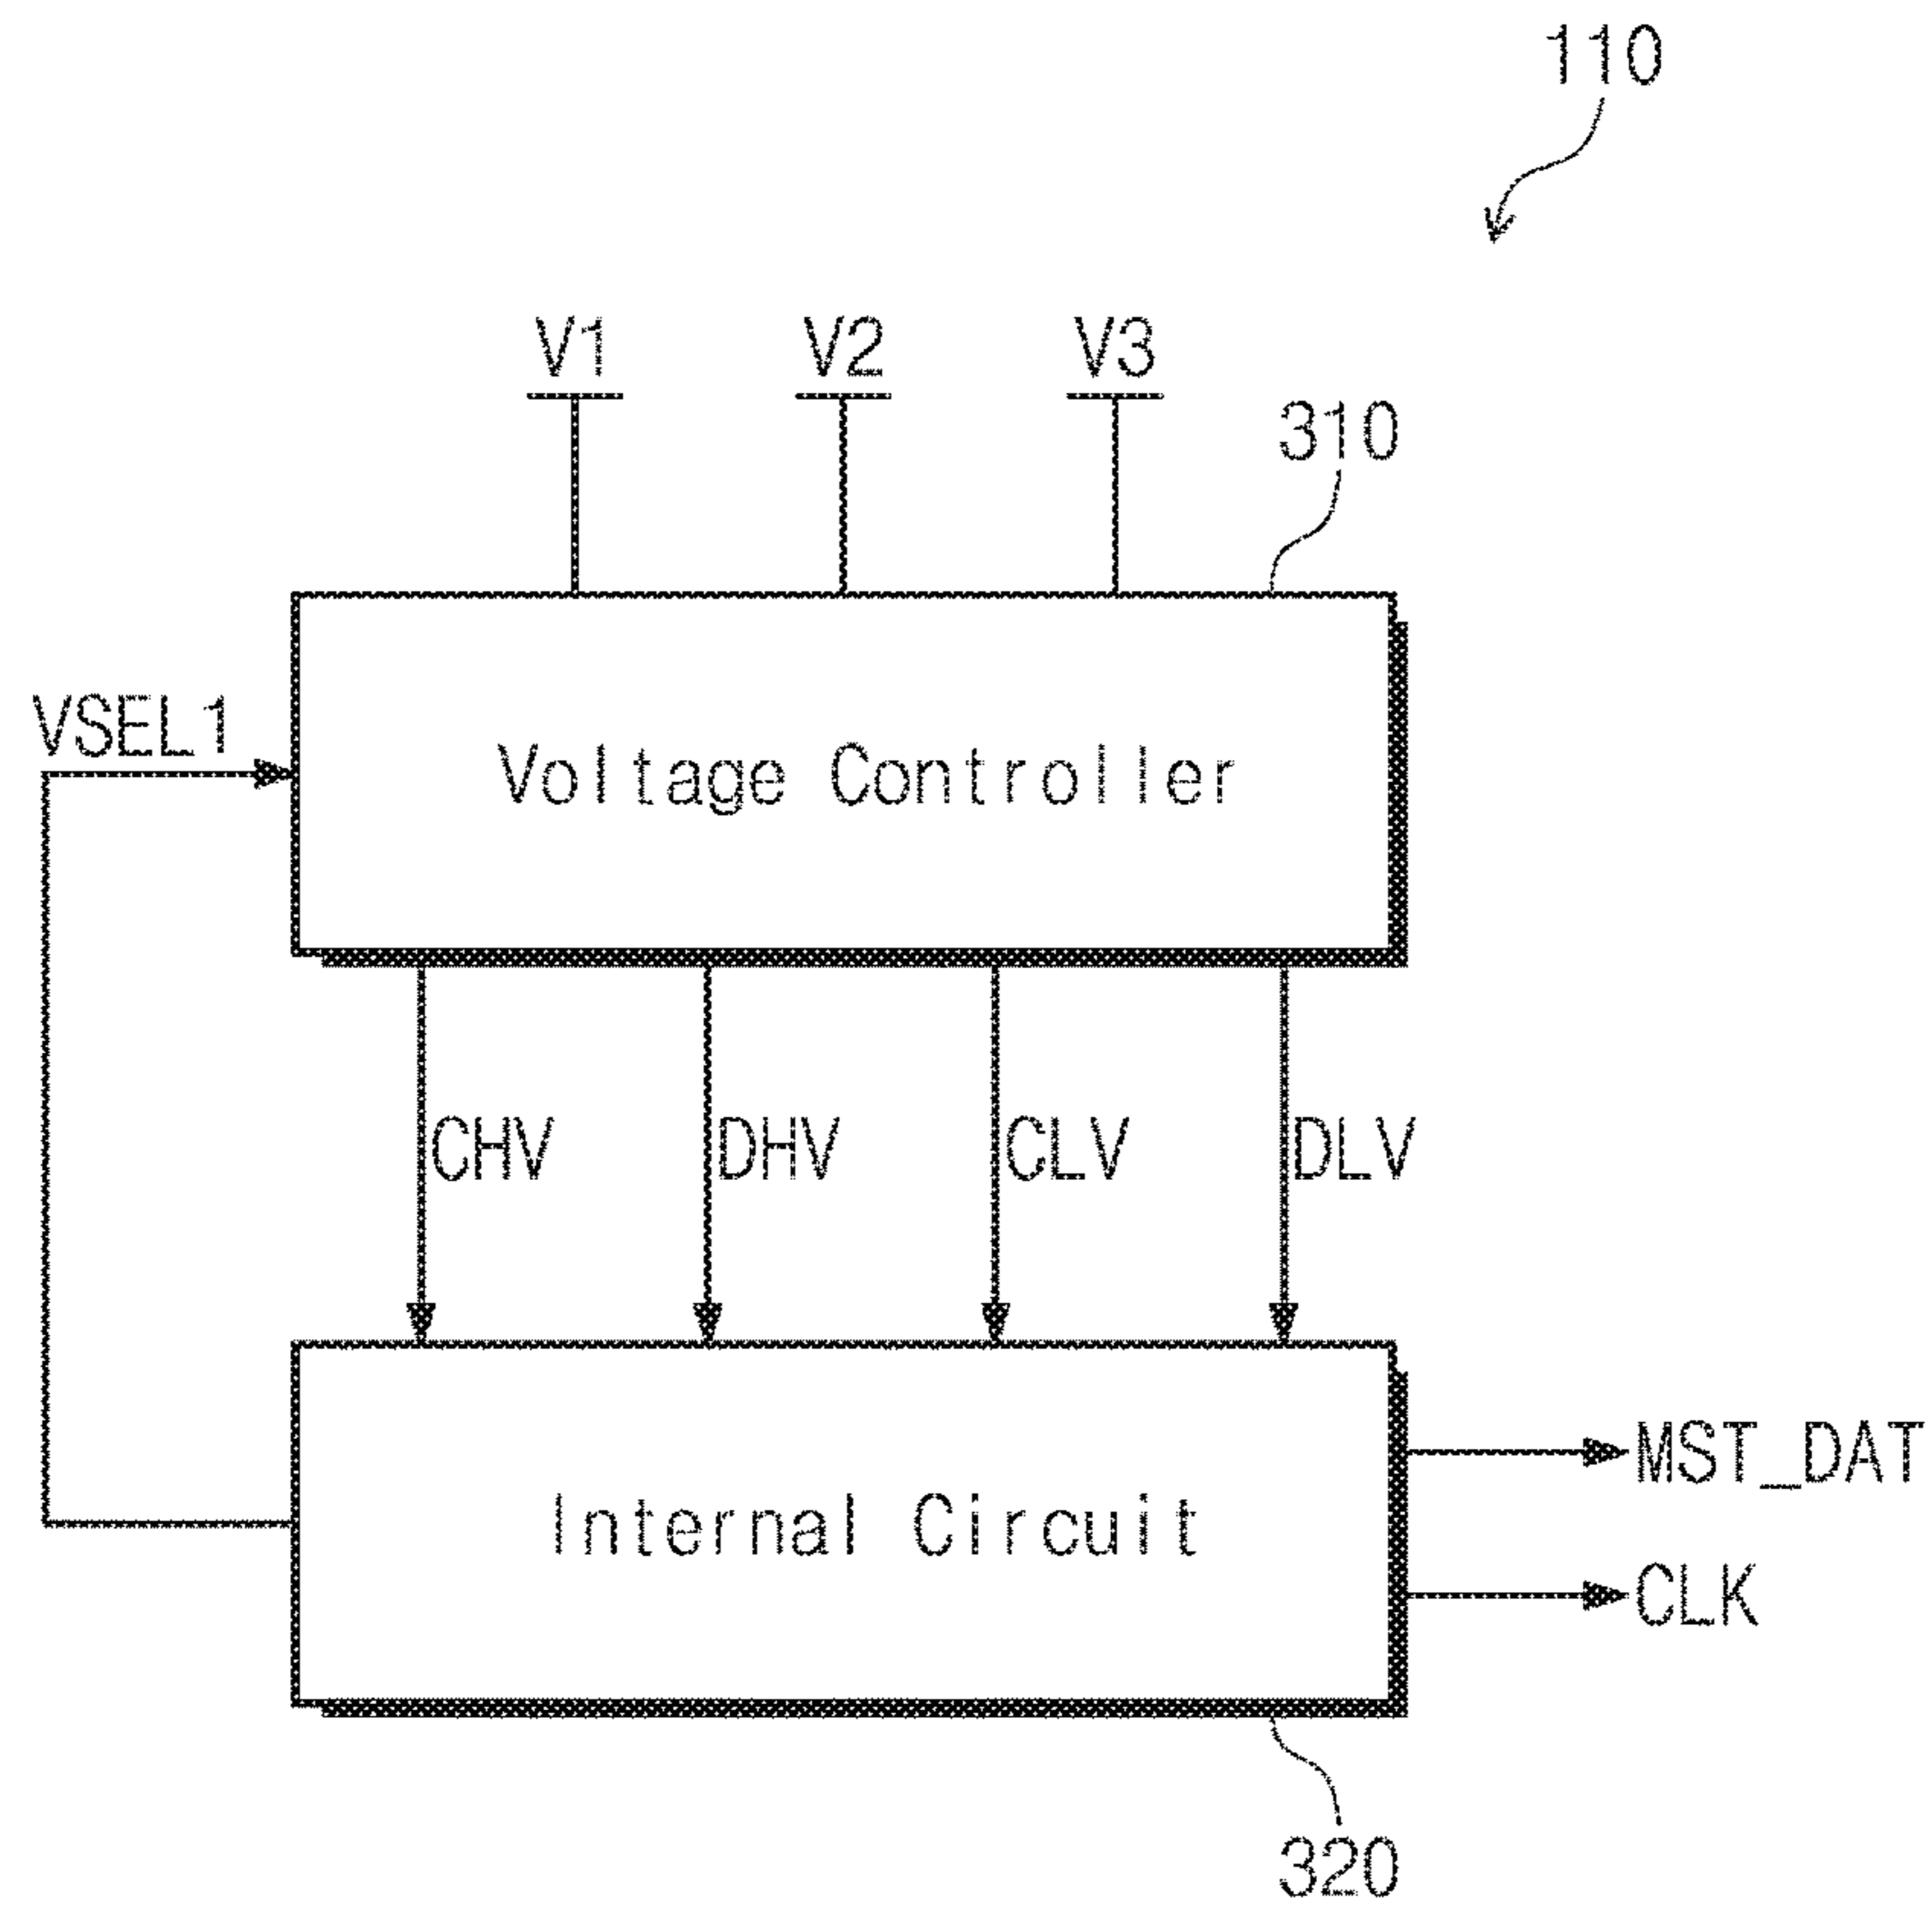 110
V1 V2 V3
310
VSEL1
Voltage Controller
CHV DHV CLV DLV
MST_DAT
Internal Circuit
CLK
320